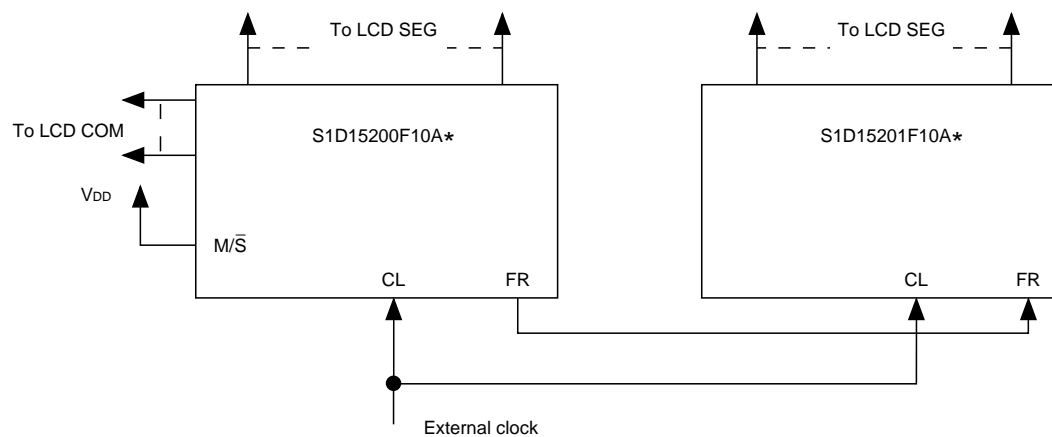 To LCD SEG
To LCD SEG
To LCD COM
S1D15200F10A*
S1D15201F10A*
VDD
M/S̅
CL
FR
CL
FR
External clock